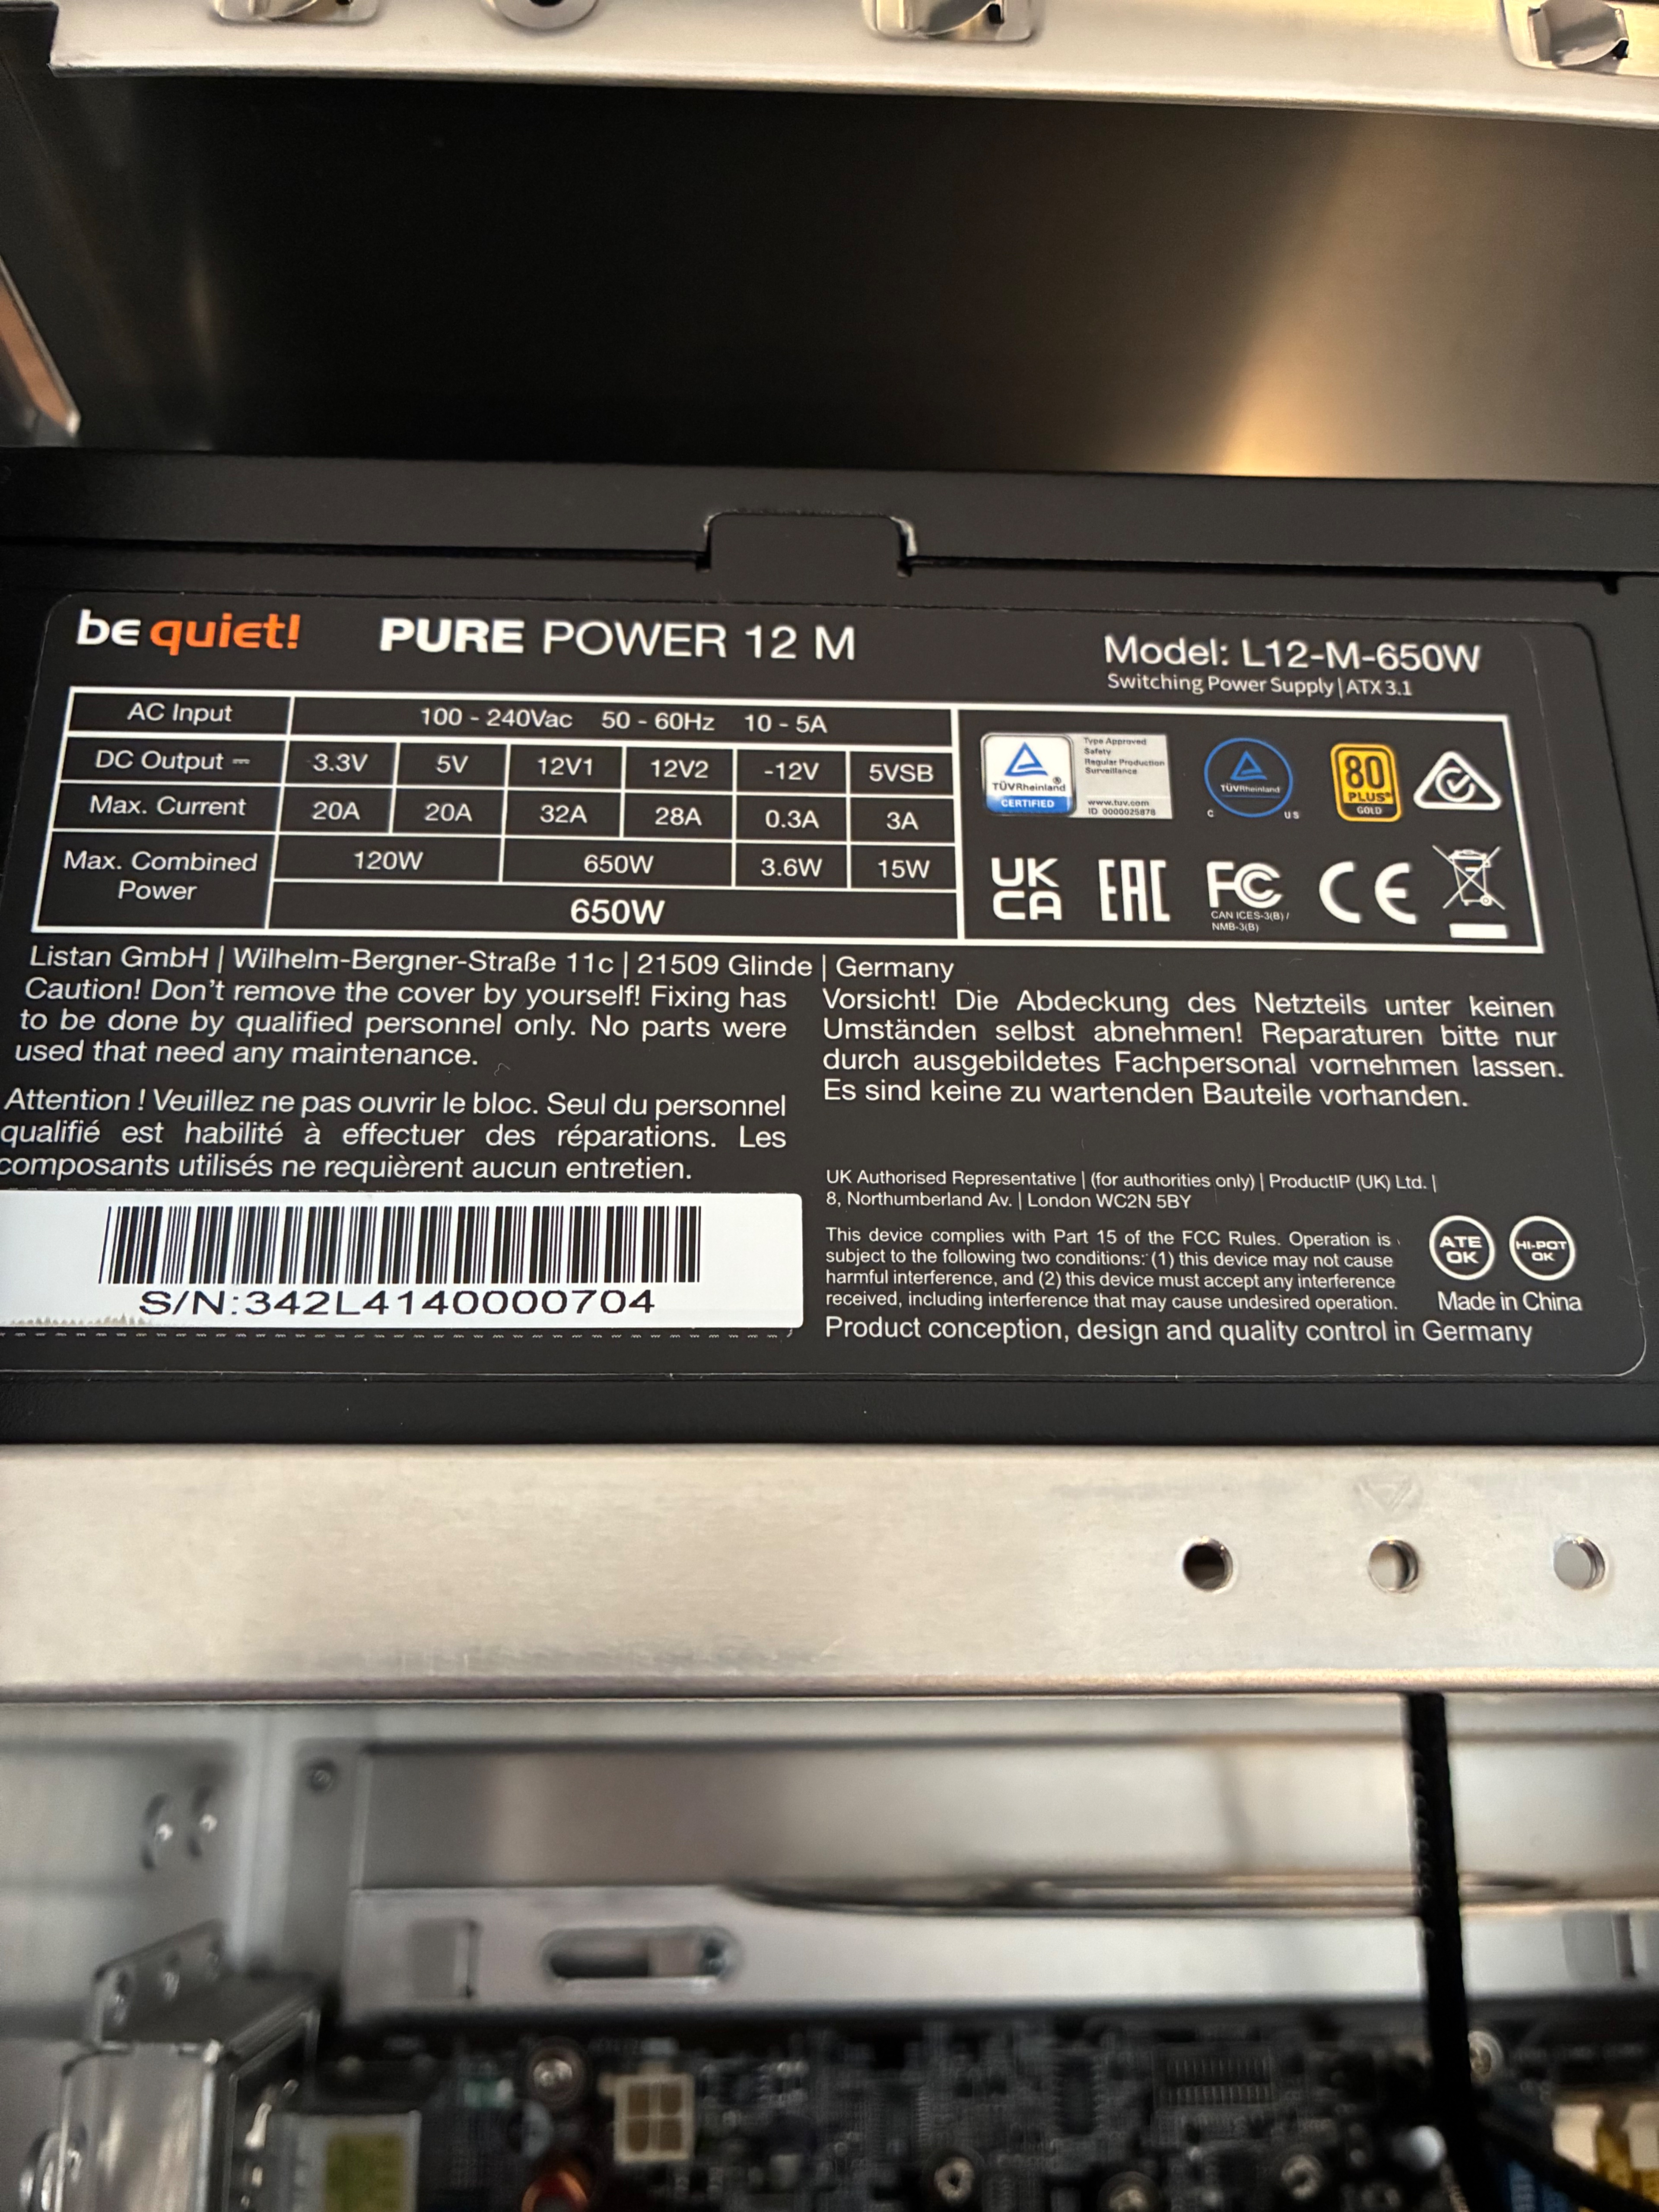 be quiet! PURE POWER 12 M
Model: L12-M-650W
Switching Power Supply | ATX 3.1
AC Input 100 - 240Vac 50 - 60Hz 10 - 5A
DC Output ⎓ 3.3V 5V 12V1 12V2 -12V 5VSB
Max. Current 20A 20A 32A 28A 0.3A 3A
Max. Combined Power 120W 650W 3.6W 15W
650W
TÜVRheinland®
CERTIFIED
Type Approved
Safety
Regular Production
Surveillance
www.tuv.com
ID 0000025878
TÜVRheinland
C US
80
PLUS®
GOLD
UK
CA
EAC
FC
CAN ICES-3(B) /
NMB-3(B)
CE
Listan GmbH | Wilhelm-Bergner-Straße 11c | 21509 Glinde | Germany
Caution! Don't remove the cover by yourself! Fixing has
to be done by qualified personnel only. No parts were
used that need any maintenance.
Attention ! Veuillez ne pas ouvrir le bloc. Seul du personnel
qualifié est habilité à effectuer des réparations. Les
composants utilisés ne requièrent aucun entretien.
S/N:342L4140000704
Vorsicht! Die Abdeckung des Netzteils unter keinen
Umständen selbst abnehmen! Reparaturen bitte nur
durch ausgebildetes Fachpersonal vornehmen lassen.
Es sind keine zu wartenden Bauteile vorhanden.
UK Authorised Representative | (for authorities only) | ProductIP (UK) Ltd. |
8, Northumberland Av. | London WC2N 5BY
This device complies with Part 15 of the FCC Rules. Operation is
subject to the following two conditions: (1) this device may not cause
harmful interference, and (2) this device must accept any interference
received, including interference that may cause undesired operation.
ATE
OK
HI-POT
OK
Made in China
Product conception, design and quality control in Germany